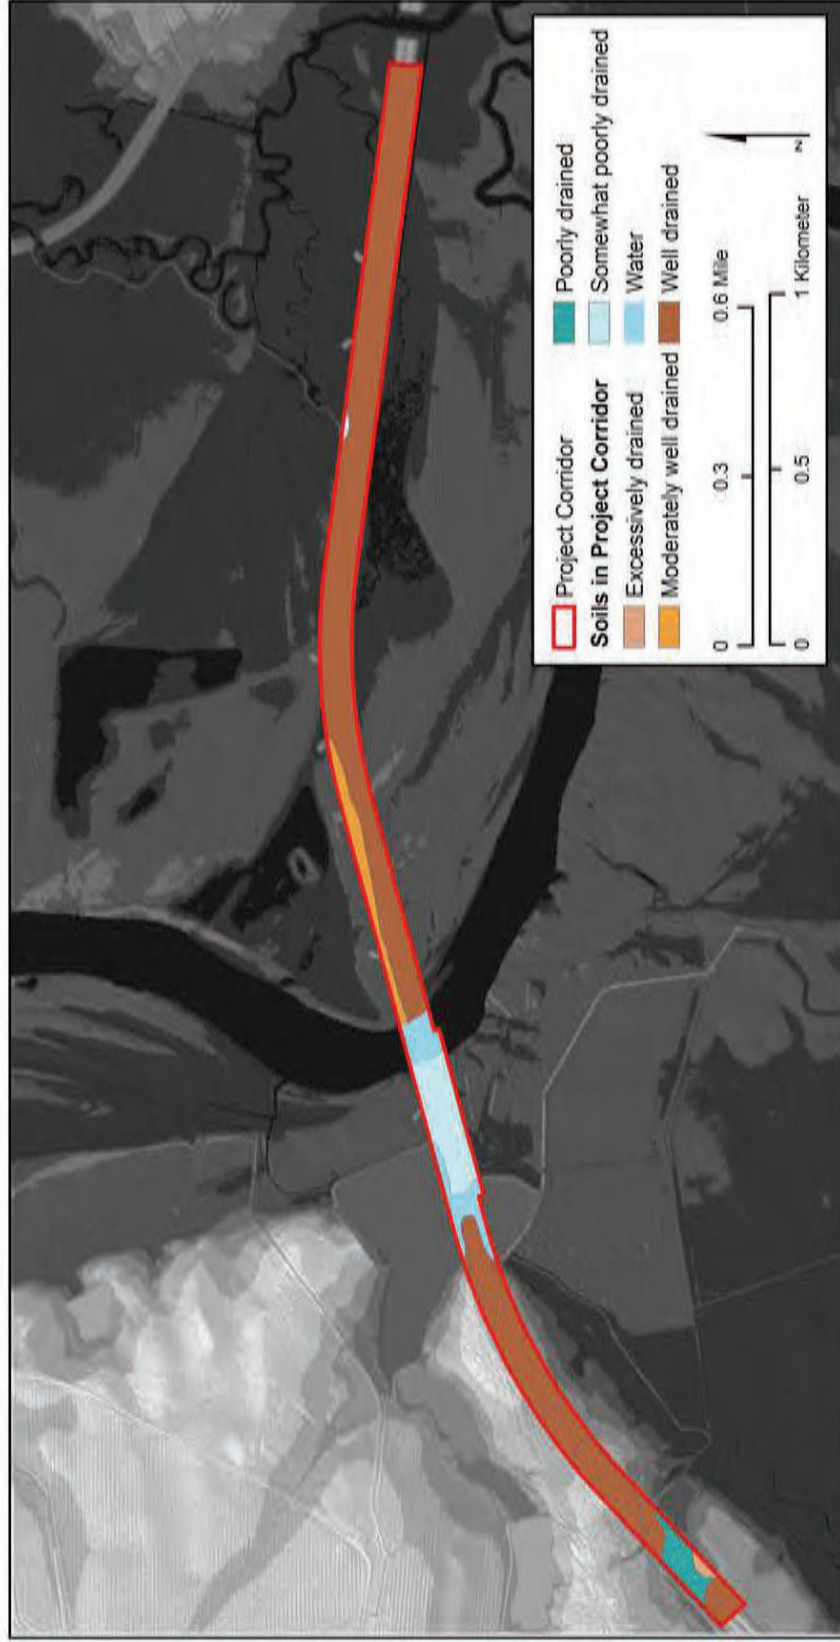 Project Corridor
Soils in Project Corridor
Excessively drained
Moderately well drained
Poorly drained
Somewhat poorly drained
Water
Well drained
0 0.3 0.6 Mile
0 0.5 1 Kilometer
N